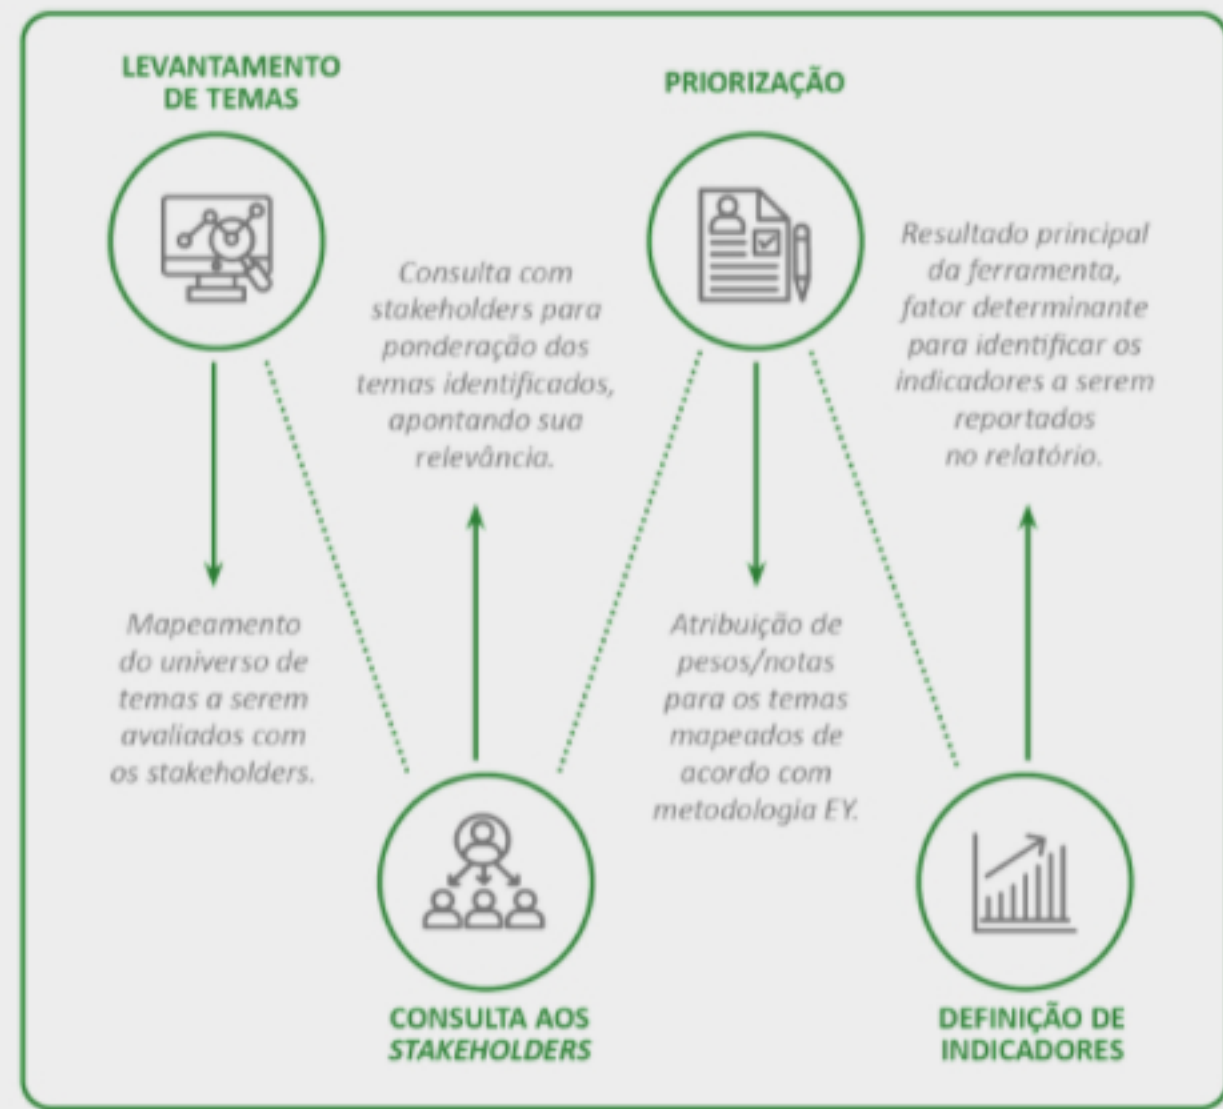 LEVANTAMENTO
DE TEMAS
Mapeamento
do universo de
temas a serem
avaliados com
os stakeholders.
Consulta com
stakeholders para
ponderação dos
temas identificados,
apontando sua
relevância.
CONSULTA AOS
STAKEHOLDERS
PRIORIZAÇÃO
Atribuição de
pesos/notas
para os temas
mapeados de
acordo com
metodologia EY.
Resultado principal
da ferramenta,
fator determinante
para identificar os
indicadores a serem
reportados
no relatório.
DEFINIÇÃO DE
INDICADORES